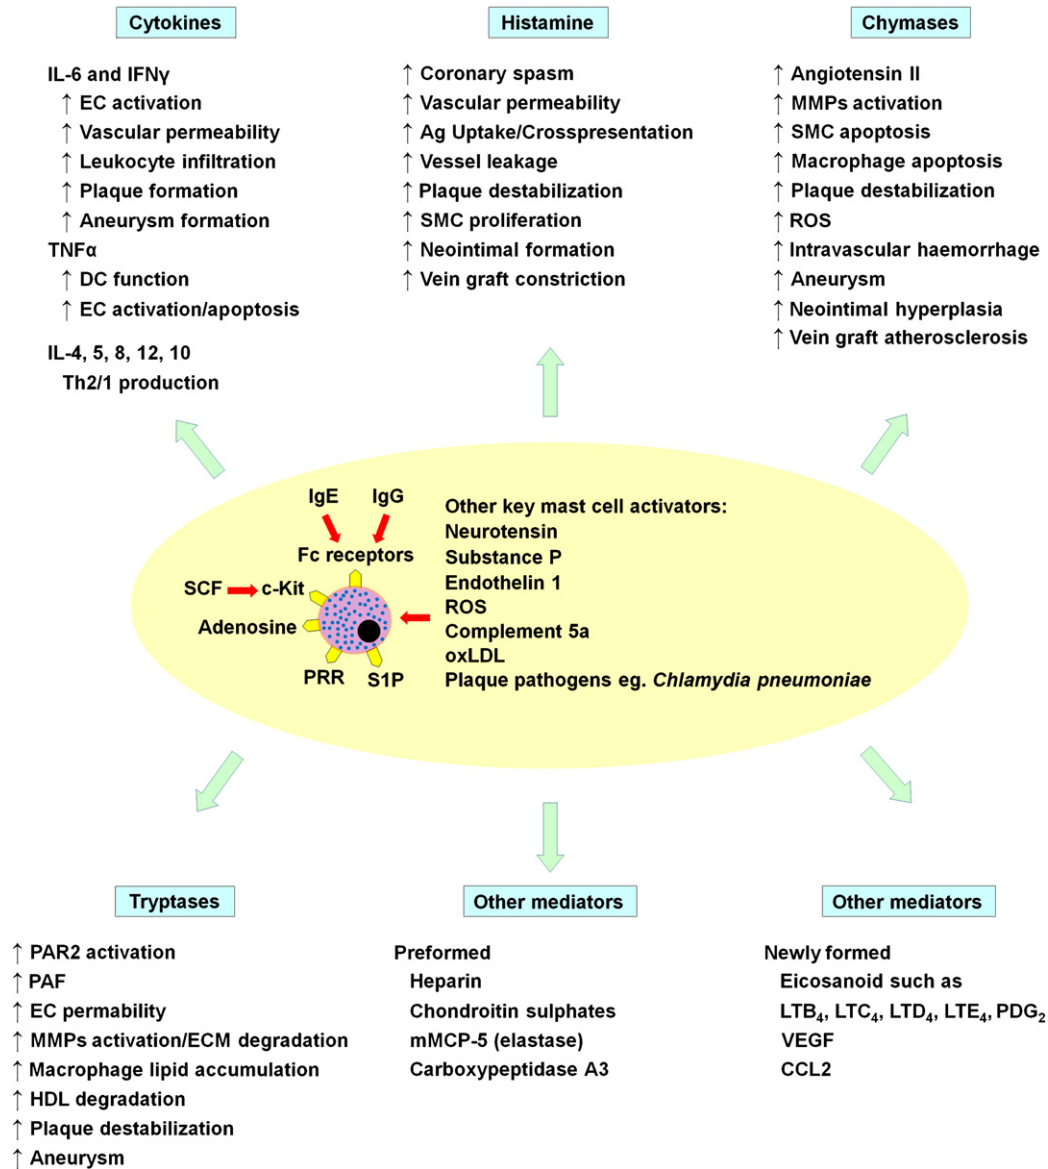 Cytokines
IL-6 and IFNγ
↑ EC activation
↑ Vascular permeability
↑ Leukocyte infiltration
↑ Plaque formation
↑ Aneurysm formation
TNFα
↑ DC function
↑ EC activation/apoptosis
IL-4, 5, 8, 12, 10
Th2/1 production
Histamine
↑ Coronary spasm
↑ Vascular permeability
↑ Ag Uptake/Crosspresentation
↑ Vessel leakage
↑ Plaque destabilization
↑ SMC proliferation
↑ Neointimal formation
↑ Vein graft constriction
Chymases
↑ Angiotensin II
↑ MMPs activation
↑ SMC apoptosis
↑ Macrophage apoptosis
↑ Plaque destabilization
↑ ROS
↑ Intravascular haemorrhage
↑ Aneurysm
↑ Neointimal hyperplasia
↑ Vein graft atherosclerosis
IgE IgG
Fc receptors
SCF c-Kit
Adenosine
PRR S1P
Other key mast cell activators:
Neurotensin
Substance P
Endothelin 1
ROS
Complement 5a
oxLDL
Plaque pathogens eg. Chlamydia pneumoniae
Tryptases
↑ PAR2 activation
↑ PAF
↑ EC permability
↑ MMPs activation/ECM degradation
↑ Macrophage lipid accumulation
↑ HDL degradation
↑ Plaque destabilization
↑ Aneurysm
Other mediators
Preformed
Heparin
Chondroitin sulphates
mMCP-5 (elastase)
Carboxypeptidase A3
Other mediators
Newly formed
Eicosanoid such as
LTB₄, LTC₄, LTD₄, LTE₄, PDG₂
VEGF
CCL2